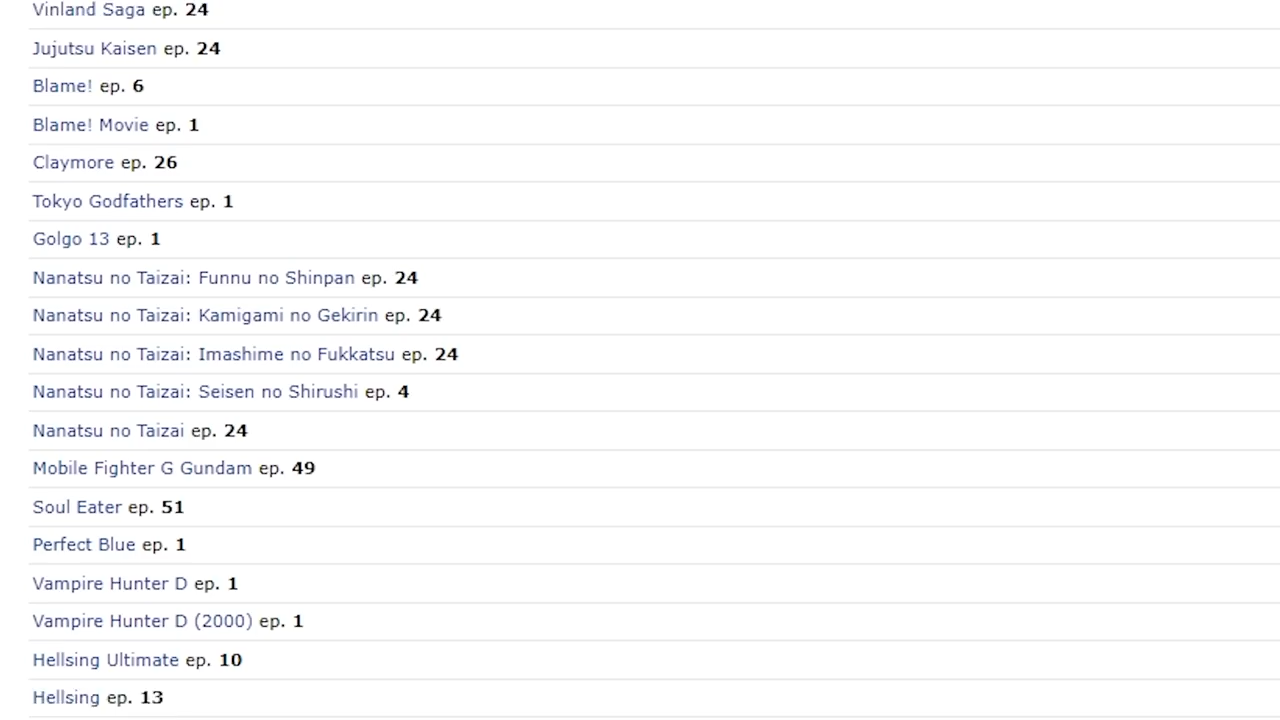 Vinland Saga ep. 24
Jujutsu Kaisen ep. 24
Blame! ep. 6
Blame! Movie ep. 1
Claymore ep. 26
Tokyo Godfathers ep. 1
Golgo 13 ep. 1
Nanatsu no Taizai: Funnu no Shinpan ep. 24
Nanatsu no Taizai: Kamigami no Gekirin ep. 24
Nanatsu no Taizai: Imashime no Fukkatsu ep. 24
Nanatsu no Taizai: Seisen no Shirushi ep. 4
Nanatsu no Taizai ep. 24
Mobile Fighter G Gundam ep. 49
Soul Eater ep. 51
Perfect Blue ep. 1
Vampire Hunter D ep. 1
Vampire Hunter D (2000) ep. 1
Hellsing Ultimate ep. 10
Hellsing ep. 13